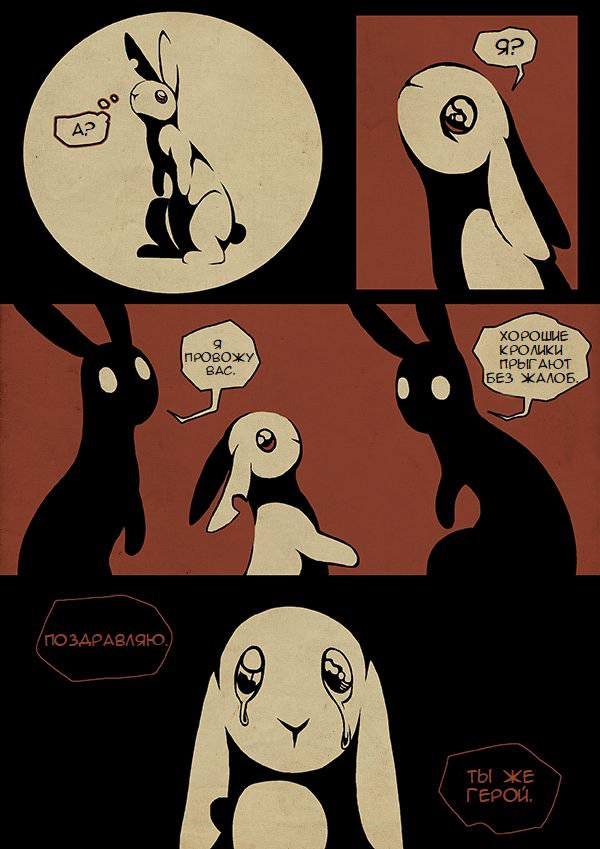 А?
Я?
Я
ПРОВОЖУ
ВАС.
ХОРОШИЕ
КРОЛИКИ
ПРЫГАЮТ
БЕЗ ЖАЛОБ.
ПОЗДРАВЛЯЮ.
ТЫ ЖЕ
ГЕРОЙ.